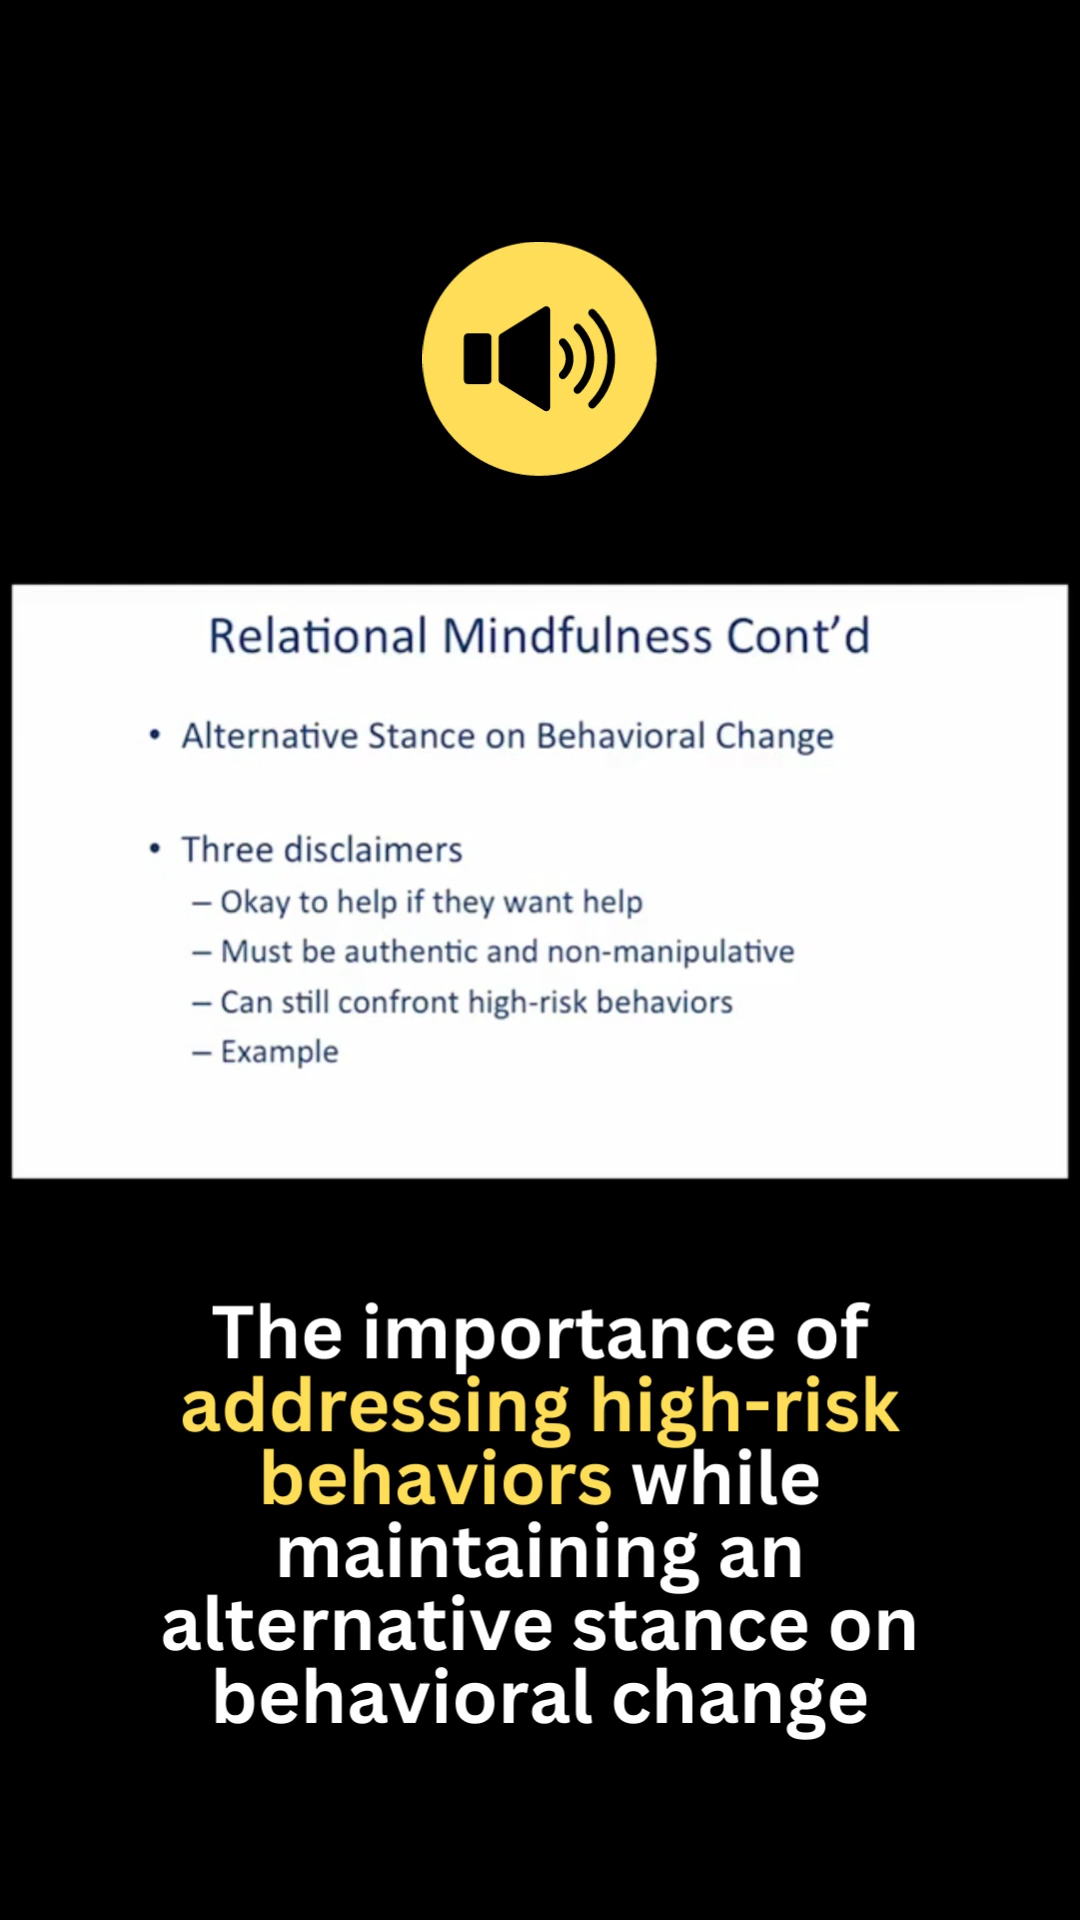 Relational Mindfulness Cont’d
• Alternative Stance on Behavioral Change
• Three disclaimers
– Okay to help if they want help
– Must be authentic and non-manipulative
– Can still confront high-risk behaviors
– Example
The importance of
addressing high-risk
behaviors while
maintaining an
alternative stance on
behavioral change